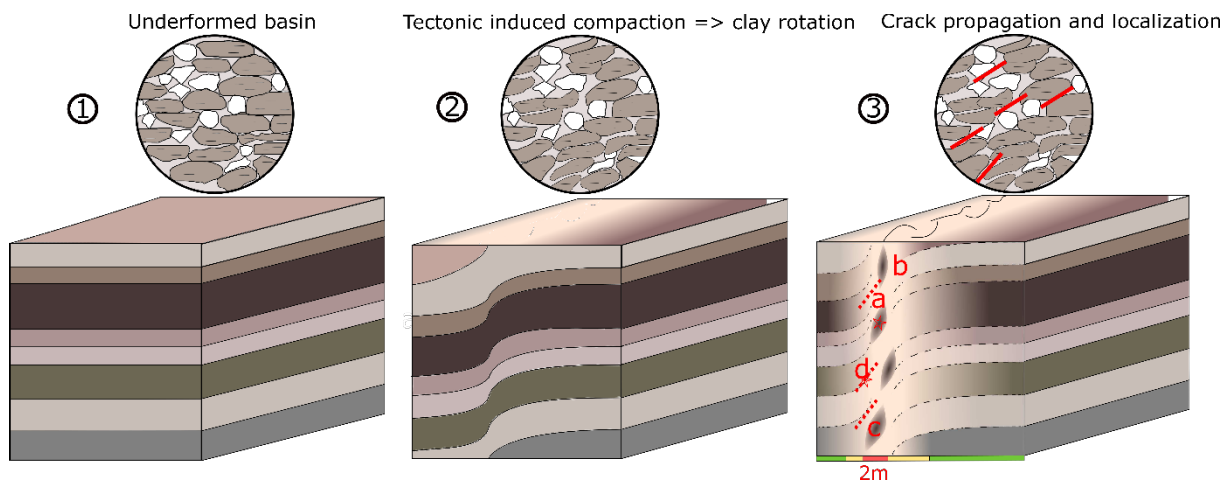 Underformed basin
Tectonic induced compaction => clay rotation
Crack propagation and localization
1
2
3
b
a
d
c
2m